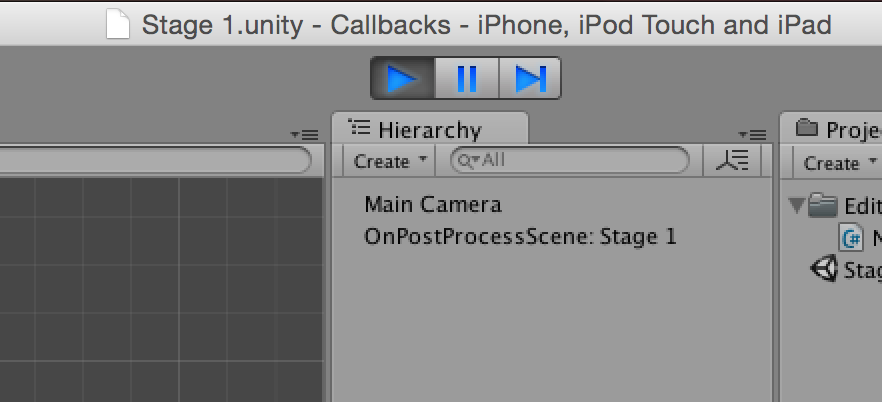 Stage 1.unity - Callbacks - iPhone, iPod Touch and iPad
Hierarchy
Create
All
Main Camera
OnPostProcessScene: Stage 1
Proje
Create
Edit
C#
Stag